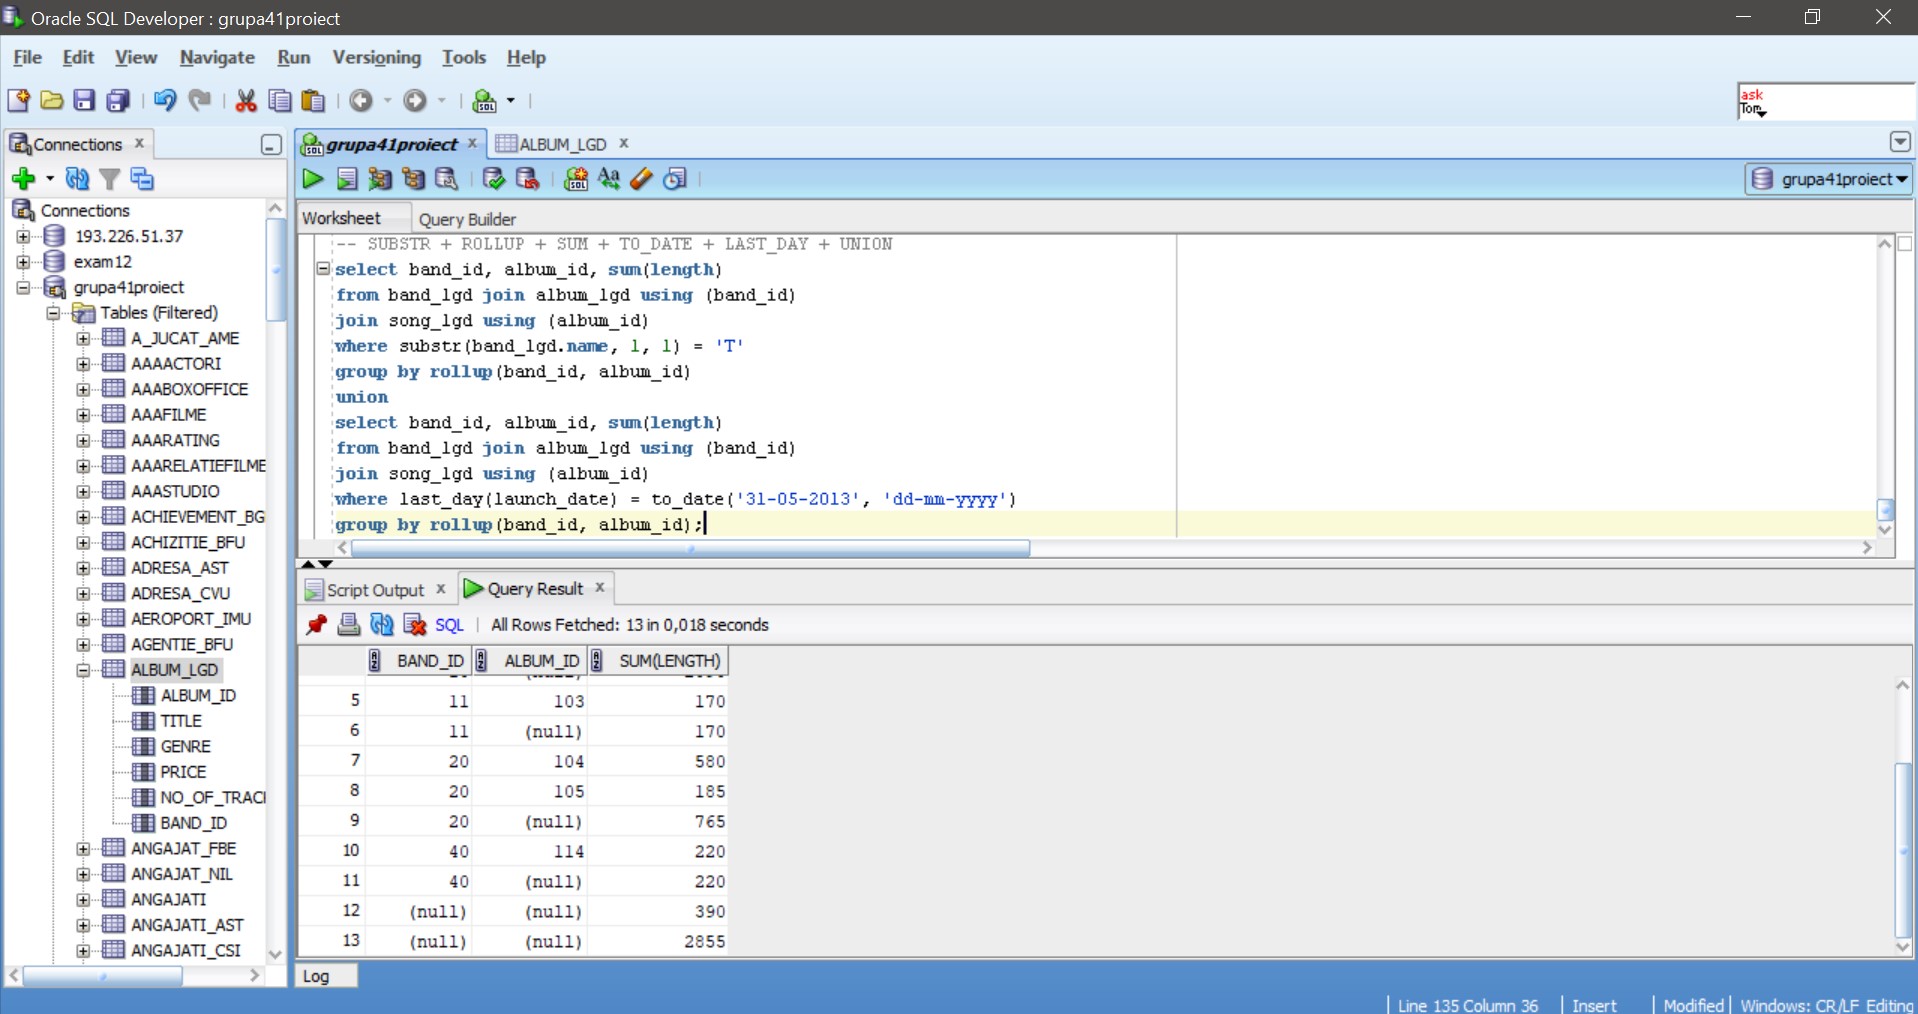 Oracle SQL Developer : grupa41proiect
File Edit View Navigate Run Versioning Tools Help
ask
Tom
Connections
grupa41proiect
ALBUM_LGD
grupa41proiect
Connections
193.226.51.37
exam12
grupa41proiect
Tables (Filtered)
A_JUCAT_AME
AAAACTORI
AAABOXOFFICE
AAAFILME
AAARATING
AAARELATIEFILME
AAASTUDIO
ACHIEVEMENT_BG
ACHIZITIE_BFU
ADRESA_AST
ADRESA_CVU
AEROPORT_IMU
AGENTIE_BFU
ALBUM_LGD
ALBUM_ID
TITLE
GENRE
PRICE
NO_OF_TRAC
BAND_ID
ANGAJAT_FBE
ANGAJAT_NIL
ANGAJATI
ANGAJATI_AST
ANGAJATI_CSI
Worksheet Query Builder
-- SUBSTR + ROLLUP + SUM + TO_DATE + LAST_DAY + UNION
select band_id, album_id, sum(length)
from band_lgd join album_lgd using (band_id)
join song_lgd using (album_id)
where substr(band_lgd.name, 1, 1) = 'T'
group by rollup(band_id, album_id)
union
select band_id, album_id, sum(length)
from band_lgd join album_lgd using (band_id)
join song_lgd using (album_id)
where last_day(launch_date) = to_date('31-05-2013', 'dd-mm-yyyy')
group by rollup(band_id, album_id);
Script Output Query Result
SQL All Rows Fetched: 13 in 0,018 seconds
BAND_ID ALBUM_ID SUM(LENGTH)
5 11 103 170
6 11 (null) 170
7 20 104 580
8 20 105 185
9 20 (null) 765
10 40 114 220
11 40 (null) 220
12 (null) (null) 390
13 (null) (null) 2855
Log
Line 135 Column 36 Insert Modified Windows: CR/LF Editing